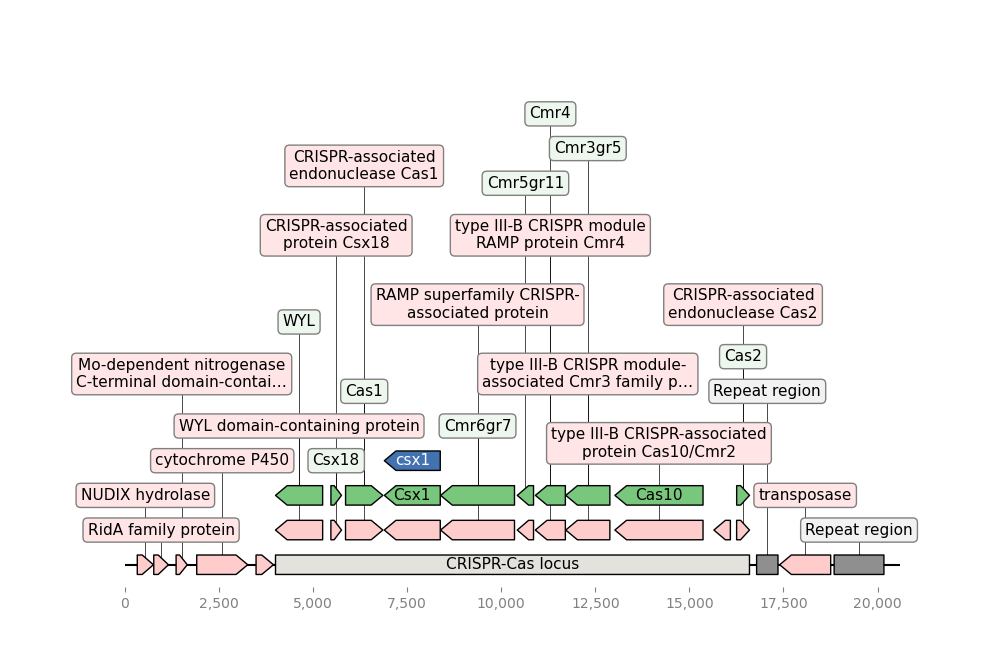 Cmr4
Cmr3gr5
CRISPR-associated
endonuclease Cas1
Cmr5gr11
CRISPR-associated
protein Csx18
type III-B CRISPR module
RAMP protein Cmr4
RAMP superfamily CRISPR-
associated protein
CRISPR-associated
endonuclease Cas2
WYL
Cas2
Mo-dependent nitrogenase
C-terminal domain-contai...
type III-B CRISPR module-
associated Cmr3 family p...
Cas1
Repeat region
WYL domain-containing protein
Cmr6gr7
type III-B CRISPR-associated
protein Cas10/Cmr2
cytochrome P450
Csx18
csx1
NUDIX hydrolase
Csx1
Cas10
transposase
RidA family protein
Repeat region
CRISPR-Cas locus
0
2,500
5,000
7,500
10,000
12,500
15,000
17,500
20,000